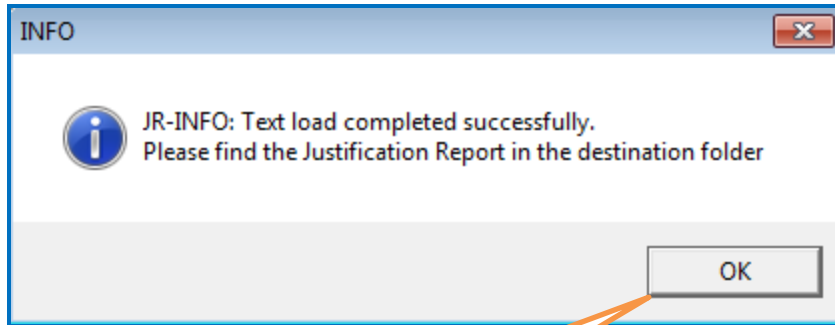 INFO
JR-INFO: Text load completed successfully.
Please find the Justification Report in the destination folder
OK